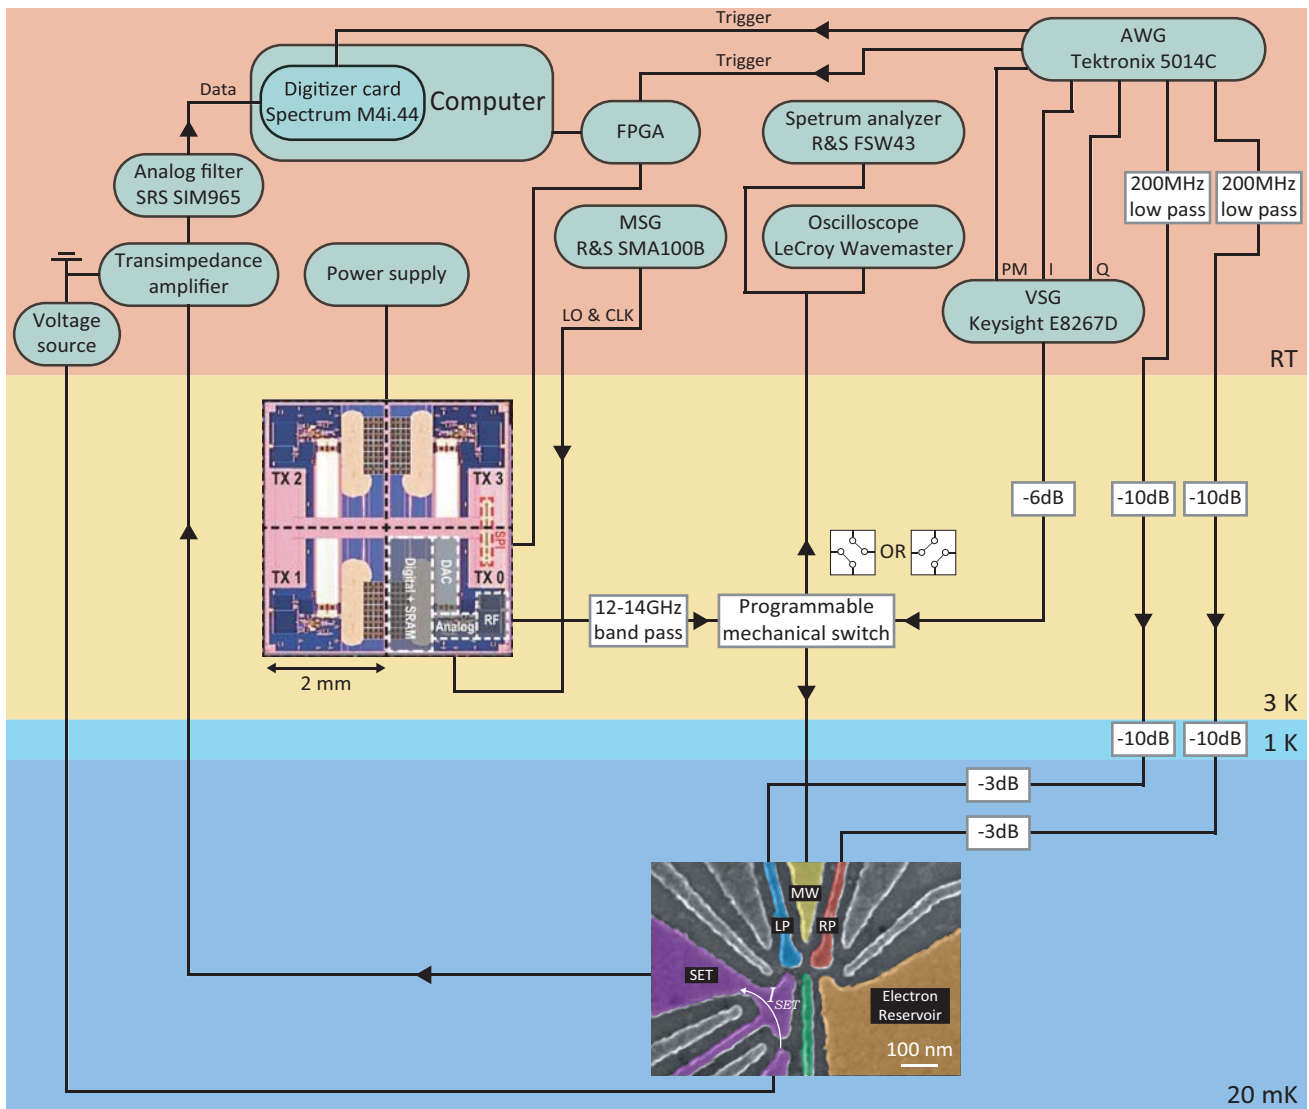 Trigger
AWG
Tektronix 5014C
Trigger
Data
Digitizer card
Spectrum M4i.44
Computer
FPGA
Spetrum analyzer
R&S FSW43
Analog filter
SRS SIM965
200MHz
low pass
200MHz
low pass
MSG
R&S SMA100B
Oscilloscope
LeCroy Wavemaster
Transimpedance
amplifier
Power supply
PM
I
Q
VSG
Keysight E8267D
Voltage
source
LO & CLK
RT
TX 2
TX 3
-6dB
-10dB
-10dB
SPI
OR
TX 1
TX 0
Digital + SRAM
DAC
Analog
RF
12-14GHz
band pass
Programmable
mechanical switch
2 mm
3 K
-10dB
-10dB
1 K
-3dB
-3dB
MW
LP
RP
SET
I SET
Electron
Reservoir
100 nm
20 mK